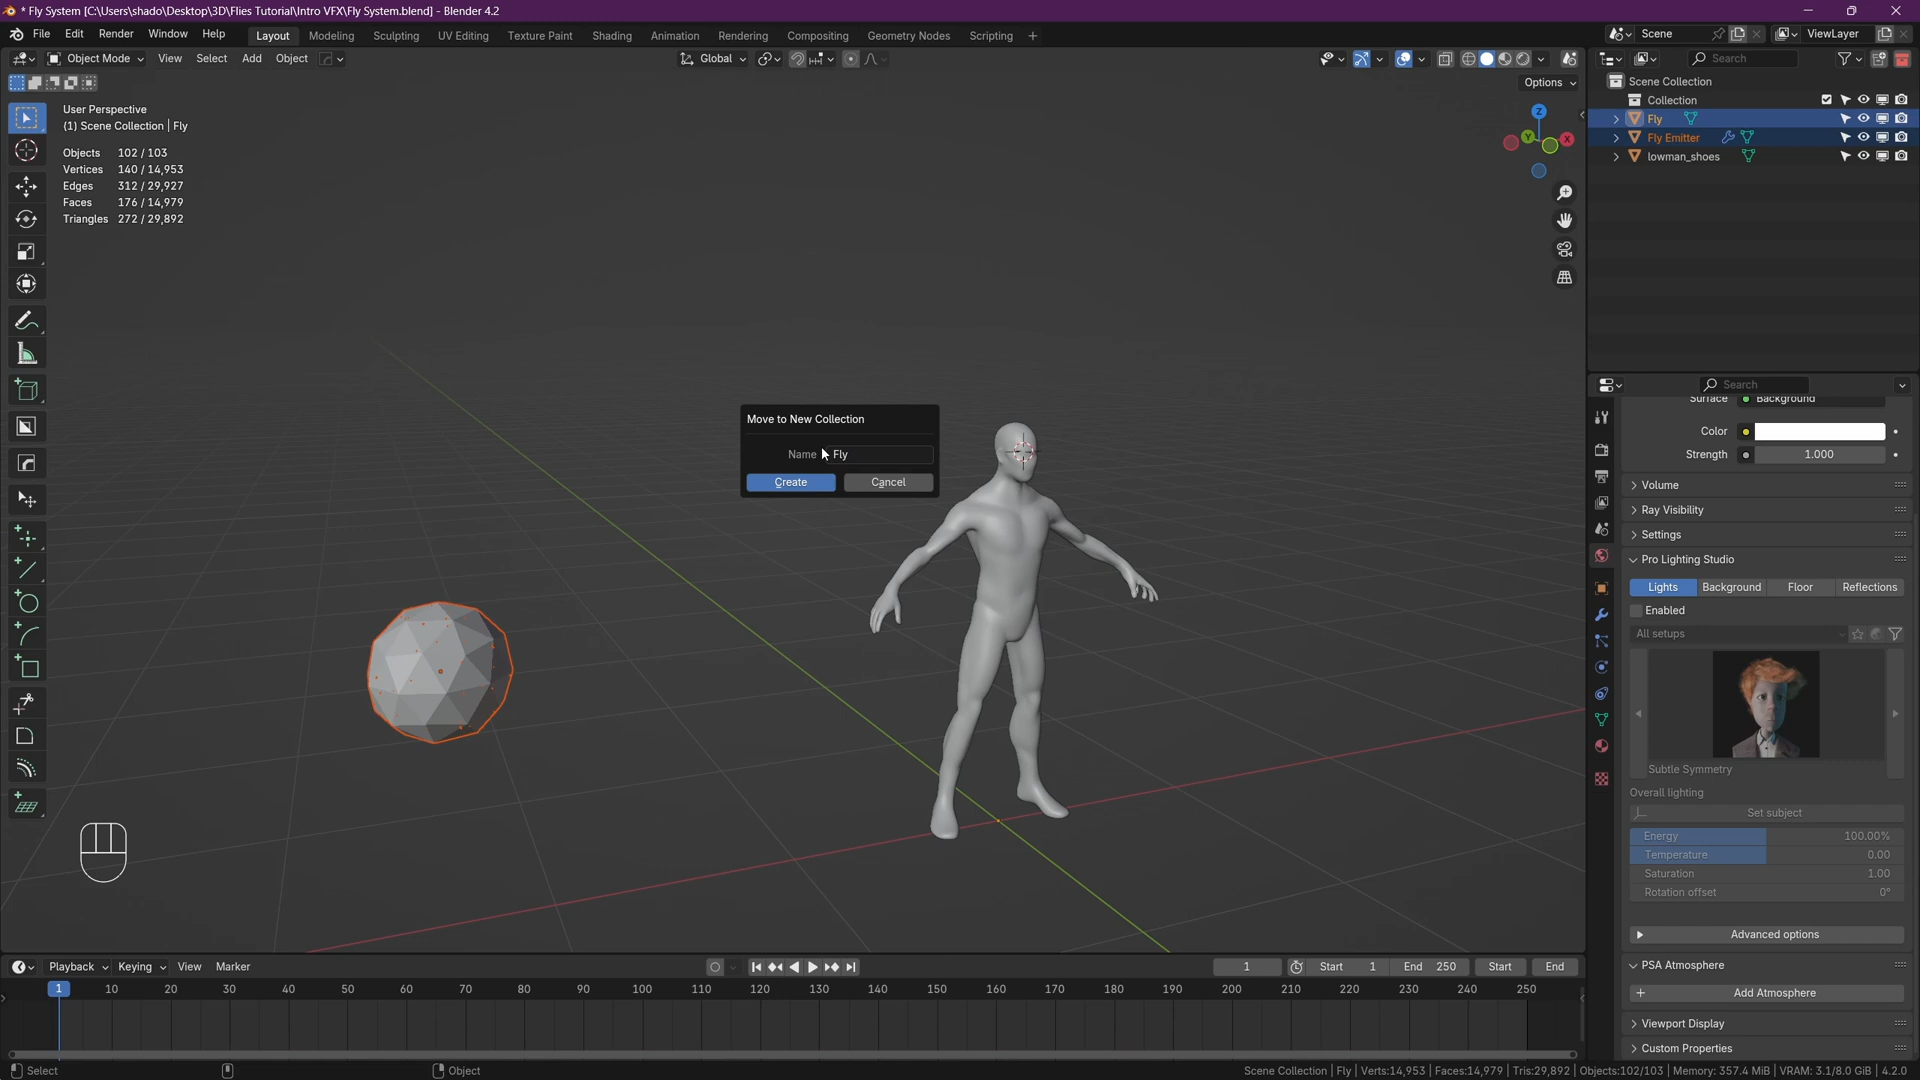 * Fly System [C:\Users\shado\Desktop\3D\Flies Tutorial\Intro VFX\Fly System.blend] - Blender 4.2
File Edit Render Window Help Layout Modeling Sculpting UV Editing Texture Paint Shading Animation Rendering Compositing Geometry Nodes Scripting + Scene ViewLayer
Object Mode View Select Add Object Global Search
Options
User Perspective
(1) Scene Collection | Fly
Objects 102 / 103
Vertices 140 / 14,953
Edges 312 / 29,927
Faces 176 / 14,979
Triangles 272 / 29,892
Z
Y
X
Scene Collection
Collection
Fly
Fly Emitter
lowman_shoes
Move to New Collection
Name Fly
Create Cancel
Search
Surface Background
Color
Strength 1.000
Volume
Ray Visibility
Settings
Pro Lighting Studio
Lights Background Floor Reflections
Enabled
All setups
Subtle Symmetry
Overall lighting
Set subject
Energy 100.00%
Temperature 0.00
Saturation 1.00
Rotation offset 0°
Advanced options
PSA Atmosphere
Add Atmosphere
Viewport Display
Custom Properties
Playback Keying View Marker 1 Start 1 End 250 Start End
1 10 20 30 40 50 60 70 80 90 100 110 120 130 140 150 160 170 180 190 200 210 220 230 240 250
Select Object Scene Collection | Fly | Verts:14,953 | Faces:14,979 | Tris:29,892 | Objects:102/103 | Memory: 357.4 MiB | VRAM: 3.1/8.0 GiB | 4.2.0